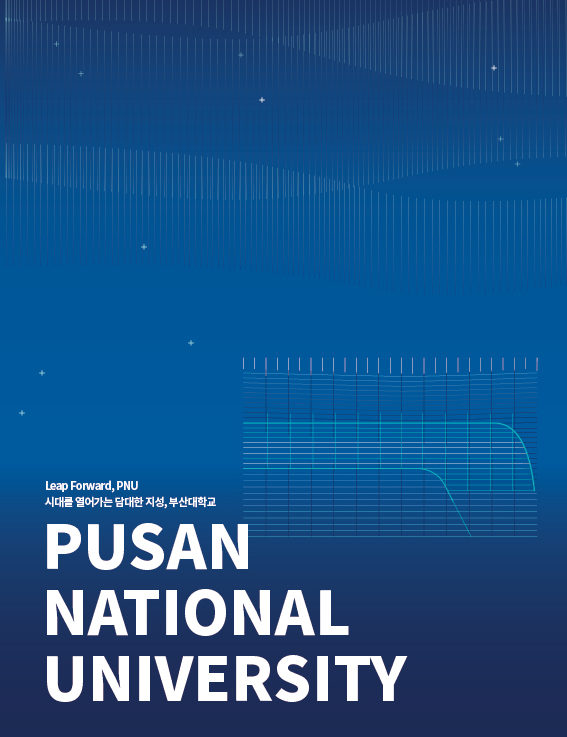 Leap Forward, PNU
시대를 열어가는 담대한 지성, 부산대학교
PUSAN
NATIONAL
UNIVERSITY